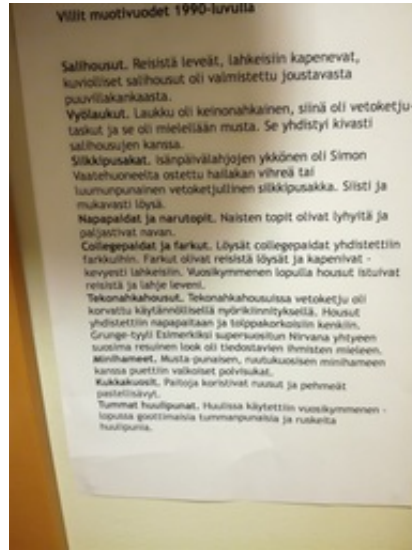 Villit muotivuodet 1990-luvulla
Salihousut. Reisistä leveät, lahkeisiin kapenevat,
kuviolliset salihousut oli valmistettu joustavasta
puuvillakankaasta.
Vyölaukut. Laukku oli keinonahkainen, siinä oli vetoketju-
taskut ja se oli mielellään musta. Se yhdistyi kivasti
salihousujen kanssa.
Silkkipusakat. Isänpäivälahjojen ykkönen oli Simon
Vaatehuoneelta ostettu hailakan vihreä tai
luumunpunainen vetoketjullinen silkkipusakka. Siisti ja
mukavasti löysä.
Napapaidat ja narutopit. Naisten topit olivat lyhyitä ja
paljastivat navan.
Collegepaidat ja farkut. Löysät collegepaidat yhdistettiin
farkkuihin. Farkut olivat reisistä löysät ja kapenivat -
kevyesti lahkeisiin. Vuosikymmenen lopulla housut istuivat
reisistä ja lahje leveni.
Tekonahkahousut. Tekonahkahousuissa vetoketju oli
korvattu käytännöllisellä nyörikiinnityksellä. Housut
yhdistettiin napapaitaan ja tolppakorkoisiin kenkiin.
Grunge-tyyli Esimerkiksi supersuositun Nirvana yhtyeen
suosima resuinen look oli tiedostavien ihmisten mieleen.
Minihameet. Musta-punaisen, ruutukuosisen minihameen
kanssa puettiin valkoiset polvisukat.
Kukkakuosit. Paitoja koristivat ruusut ja pehmeät
pastellisävyt.
Tummat huulipunat. Huulissa käytettiin vuosikymmenen -
lopussa goottimaisia tummanpunaisia ja ruskeita
huulipunia.